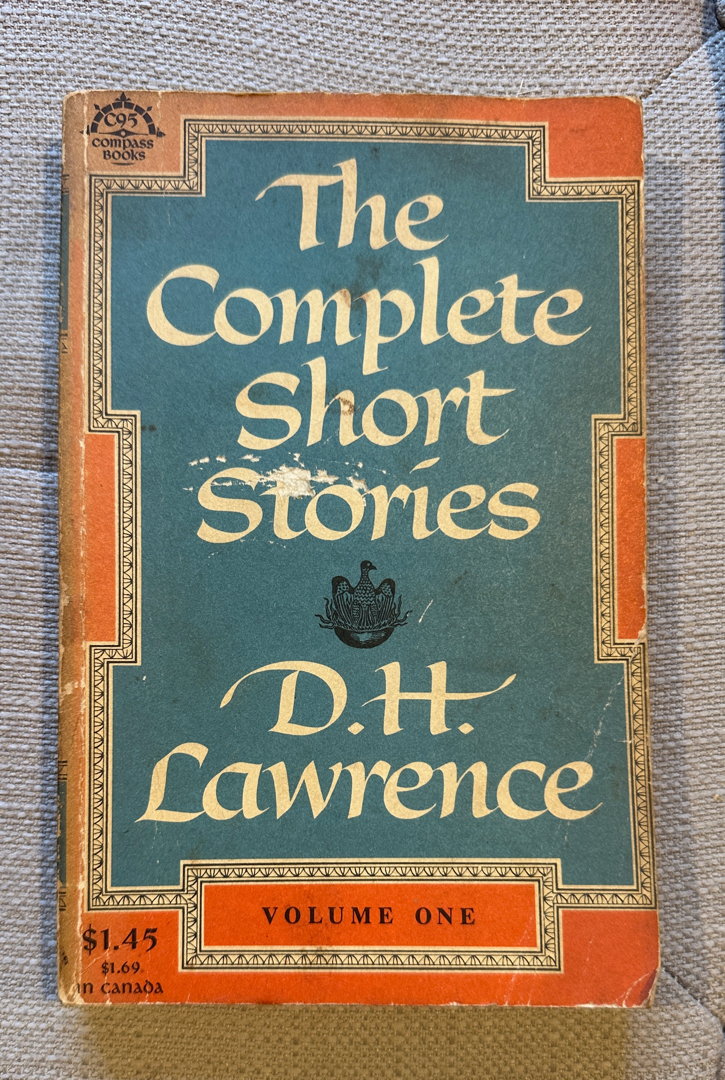 C95
COMPASS
BOOKS
The
Complete
Short
Stories
D.H.
Lawrence
VOLUME ONE
$1.45
$1.69
in Canada